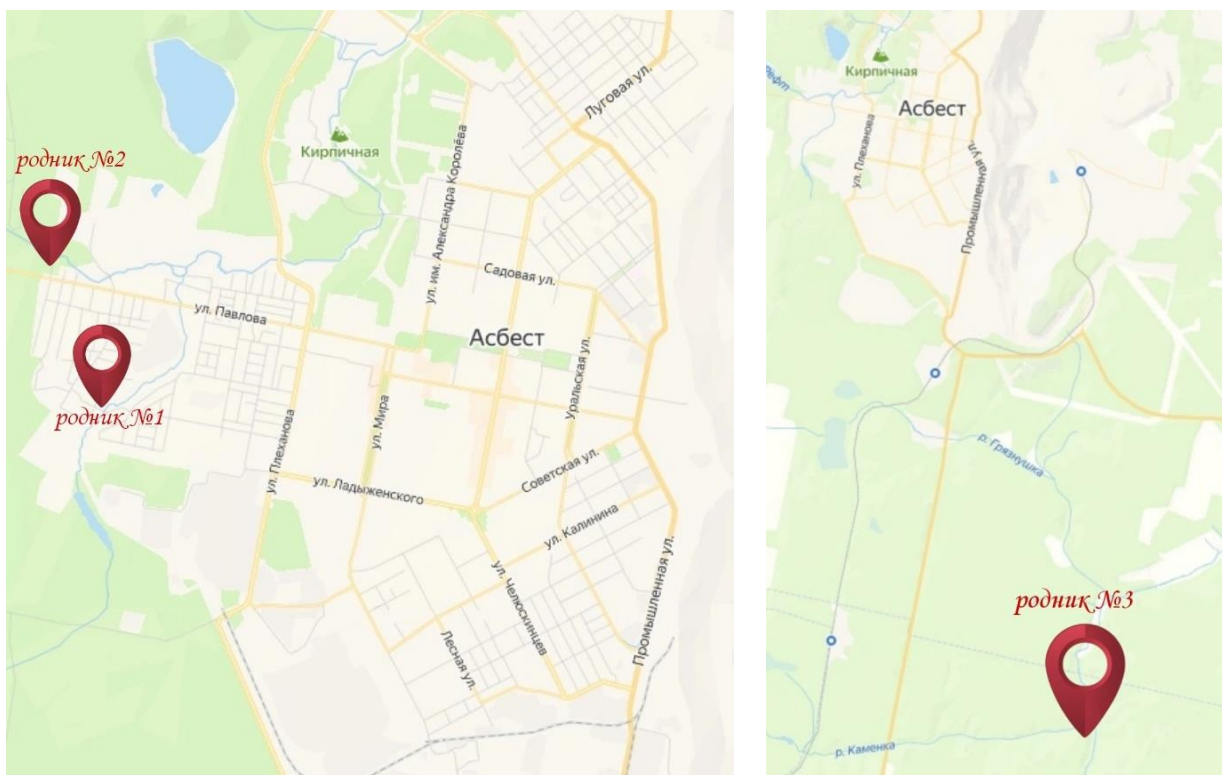 родник №2
родник №1
Кирпичная
Луговая ул.
ул. им. Александра Королёва
Садовая ул.
ул. Павлова
Асбест
Уральская ул.
ул. Мира
ул. Плеханова
ул. Ладыженского
Советская ул.
ул. Калинина
ул. Челюскинцев
Лесная ул.
Промышленная ул.
Рефт
Кирпичная
Асбест
ул. Плеханова
Промышленная ул.
р. Грязнушка
родник №3
р. Каменка